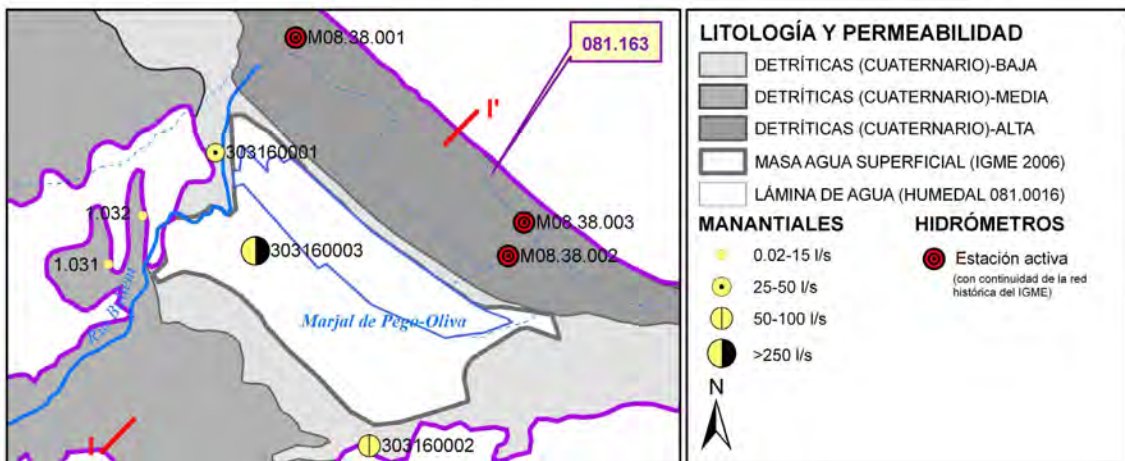 M08.38.001
081.163
I'
303160001
1.032
M08.38.003
303160003
M08.38.002
1.031
Marjal de Pego-Oliva
I
303160002
LITOLOGÍA Y PERMEABILIDAD
DETRÍTICAS (CUATERNARIO)-BAJA
DETRÍTICAS (CUATERNARIO)-MEDIA
DETRÍTICAS (CUATERNARIO)-ALTA
MASA AGUA SUPERFICIAL (IGME 2006)
LÁMINA DE AGUA (HUMEDAL 081.0016)
MANANTIALES
0.02-15 l/s
25-50 l/s
50-100 l/s
>250 l/s
HIDRÓMETROS
Estación activa
(con continuidad de la red
histórica del IGME)
N